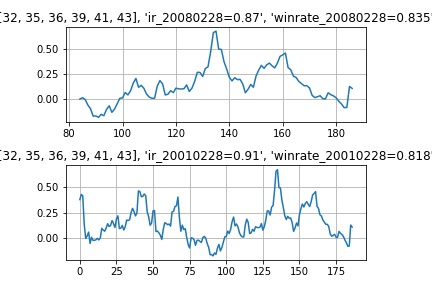 [32, 35, 36, 39, 41, 43], 'ir_20080228=0.87', 'winrate_20080228=0.835'
0.50
0.25
0.00
80 100 120 140 160 180
[32, 35, 36, 39, 41, 43], 'ir_20010228=0.91', 'winrate_20010228=0.818'
0.50
0.25
0.00
0 25 50 75 100 125 150 175